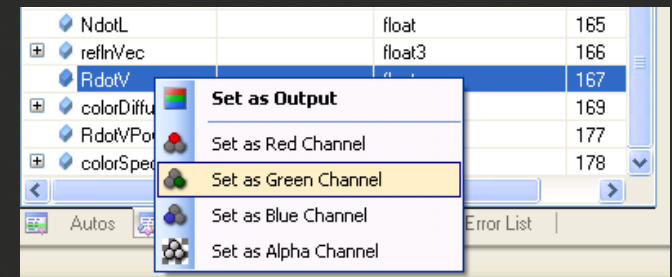 NdotL float 165
reflnVec float3 166
RdotV 167
colorDiffu 169
Set as Output
RdotVPo 177
Set as Red Channel
colorSpec 178
Set as Green Channel
Autos Set as Blue Channel Error List
Set as Alpha Channel